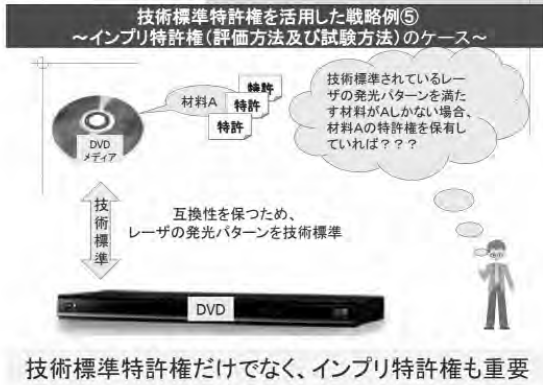 技術標準特許権を活用した戦略例⑤
～インプリ特許権(評価方法及び試験方法)のケース～
材料A
特許
特許
特許
技術標準されているレー
ザの発光パターンを満た
す材料がAしかない場合、
材料Aの特許権を保有し
ていれば？？？
DVD
メディア
技術標準
互換性を保つため、
レーザの発光パターンを技術標準
DVD
技術標準特許権だけでなく、インプリ特許権も重要